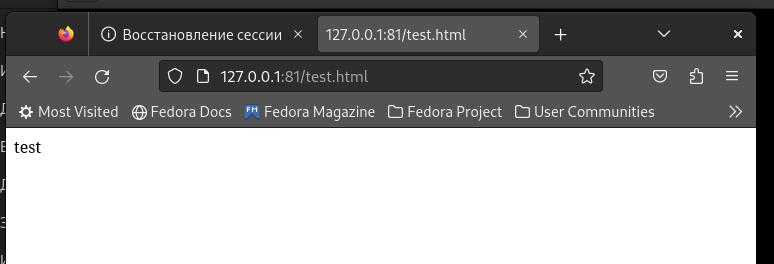 Восстановление сессии
127.0.0.1:81/test.html
127.0.0.1:81/test.html
Most Visited Fedora Docs FM Fedora Magazine Fedora Project User Communities
test